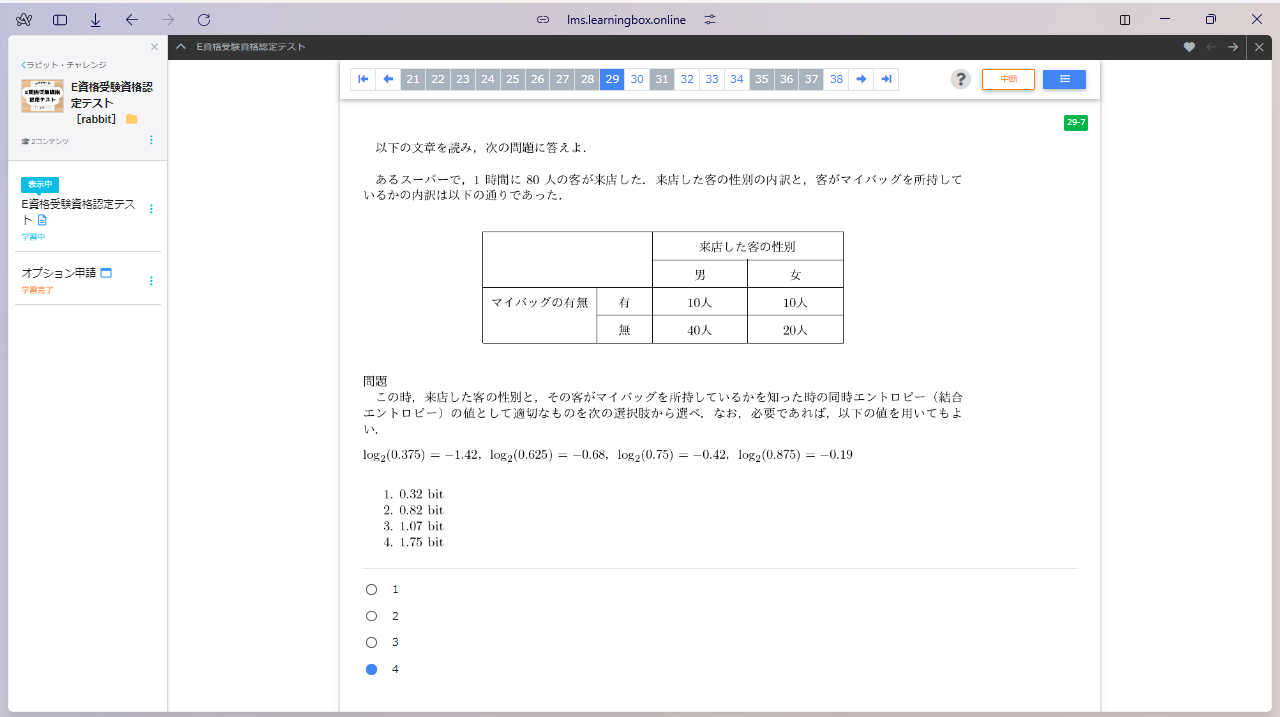 lms.learningbox.online
ラビット・チャレンジ
E資格受験資格認定テスト
E資格受験資格認
定テスト
［rabbit］
2コンテンツ
表示中
E資格受験資格認定テス
ト
学習中
オプション申請
学習完了
21 22 23 24 25 26 27 28 29 30 31 32 33 34 35 36 37 38
?
中断
29-7
以下の文章を読み，次の問題に答えよ．
あるスーパーで，1 時間に 80 人の客が来店した．来店した客の性別の内訳と，客がマイバッグを所持して
いるかの内訳は以下の通りであった．
来店した客の性別
男 女
マイバッグの有無 有 10人 10人
無 40人 20人
問題
この時，来店した客の性別と，その客がマイバッグを所持しているかを知った時の同時エントロピー（結合
エントロピー）の値として適切なものを次の選択肢から選べ．なお，必要であれば，以下の値を用いてもよ
い．
log₂(0.375) = −1.42, log₂(0.625) = −0.68, log₂(0.75) = −0.42, log₂(0.875) = −0.19
1. 0.32 bit
2. 0.82 bit
3. 1.07 bit
4. 1.75 bit
1
2
3
4